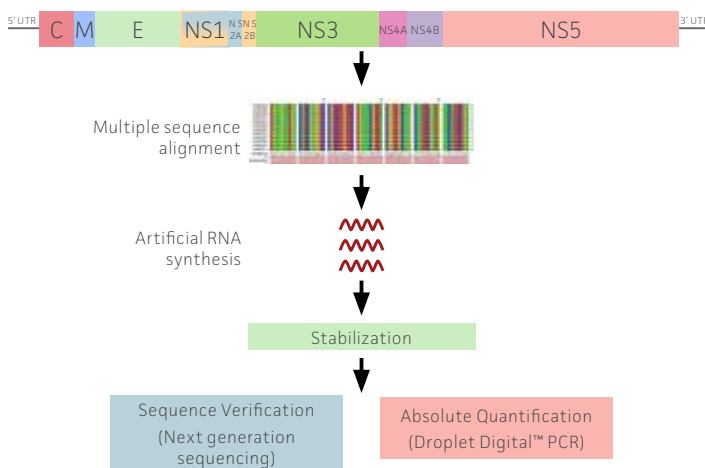 5’ UTR C M E NS1 NS 2A NS 2B NS3 NS4A NS4B NS5 3’ UT
Multiple sequence
alignment
Artificial RNA
synthesis
Stabilization
Sequence Verification
(Next generation
sequencing)
Absolute Quantification
(Droplet Digital™ PCR)